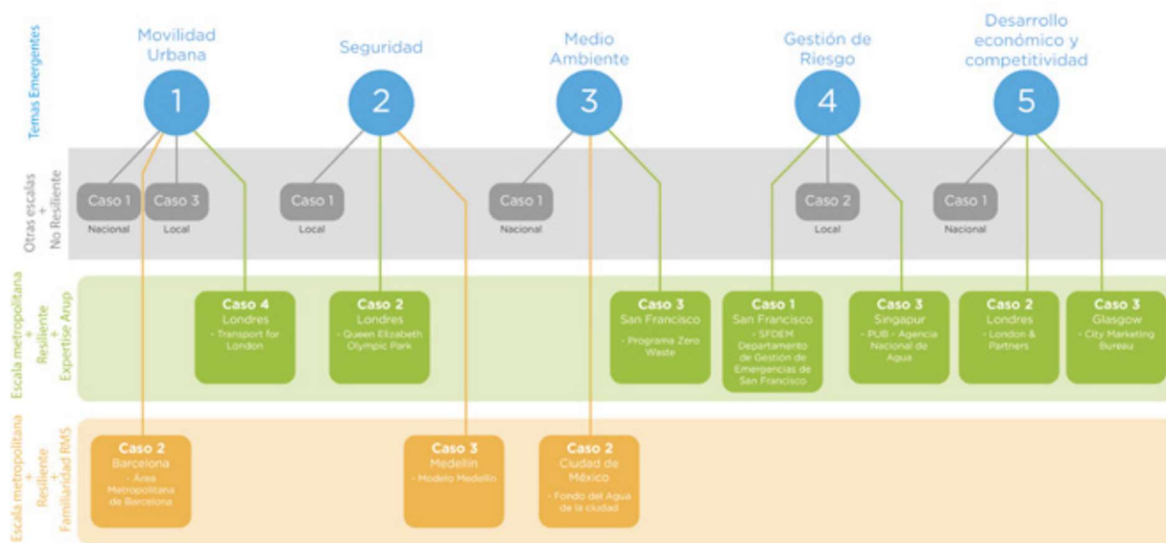 Temas Emergentes
Movilidad
Urbana
1
Seguridad
2
Medio
Ambiente
3
Gestión de
Riesgo
4
Desarrollo
económico y
competitividad
5
Otras escalas
+
No Resiliente
Caso 1
Nacional
Caso 3
Local
Caso 1
Local
Caso 1
Nacional
Caso 2
Local
Caso 1
Nacional
Escala metropolitana
+
Resiliente
+
Expertise Arup
Caso 4
Londres
- Transport for
London
Caso 2
Londres
- Queen Elizabeth
Olympic Park
Caso 3
San Francisco
- Programa Zero
Waste
Caso 1
San Francisco
- SFDEM
Departamento
de Gestión de
Emergencias de
San Francisco
Caso 3
Singapur
- PUB - Agencia
Nacional de
Agua
Caso 2
Londres
- London &
Partners
Caso 3
Glasgow
- City Marketing
Bureau
Escala metropolitana
+
Resiliente
+
Familiaridad RMS
Caso 2
Barcelona
- Área
Metropolitana
de Barcelona
Caso 3
Medellín
- Modelo Medellín
Caso 2
Ciudad de
México
- Fondo del Agua
de la ciudad